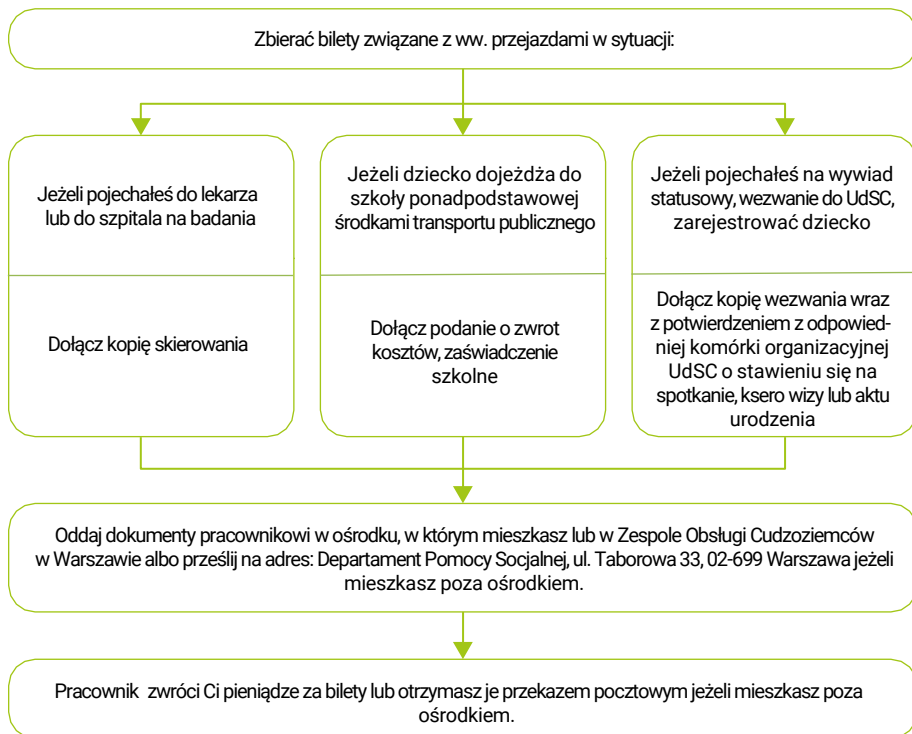 Zbierać bilety związane z ww. przejazdami w sytuacji:
Jeżeli pojechałeś do lekarza
lub do szpitala na badania
Dołącz kopię skierowania
Jeżeli dziecko dojeżdża do
szkoły ponadpodstawowej
środkami transportu publicznego
Dołącz podanie o zwrot
kosztów, zaświadczenie
szkolne
Jeżeli pojechałeś na wywiad
statusowy, wezwanie do UdSC,
zarejestrować dziecko
Dołącz kopię wezwania wraz
z potwierdzeniem z odpowied-
niej komórki organizacyjnej
UdSC o stawieniu się na
spotkanie, ksero wizy lub aktu
urodzenia
Oddaj dokumenty pracownikowi w ośrodku, w którym mieszkasz lub w Zespole Obsługi Cudzoziemców
w Warszawie albo prześlij na adres: Departament Pomocy Socjalnej, ul. Taborowa 33, 02-699 Warszawa jeżeli
mieszkasz poza ośrodkiem.
Pracownik zwróci Ci pieniądze za bilety lub otrzymasz je przekazem pocztowym jeżeli mieszkasz poza
ośrodkiem.